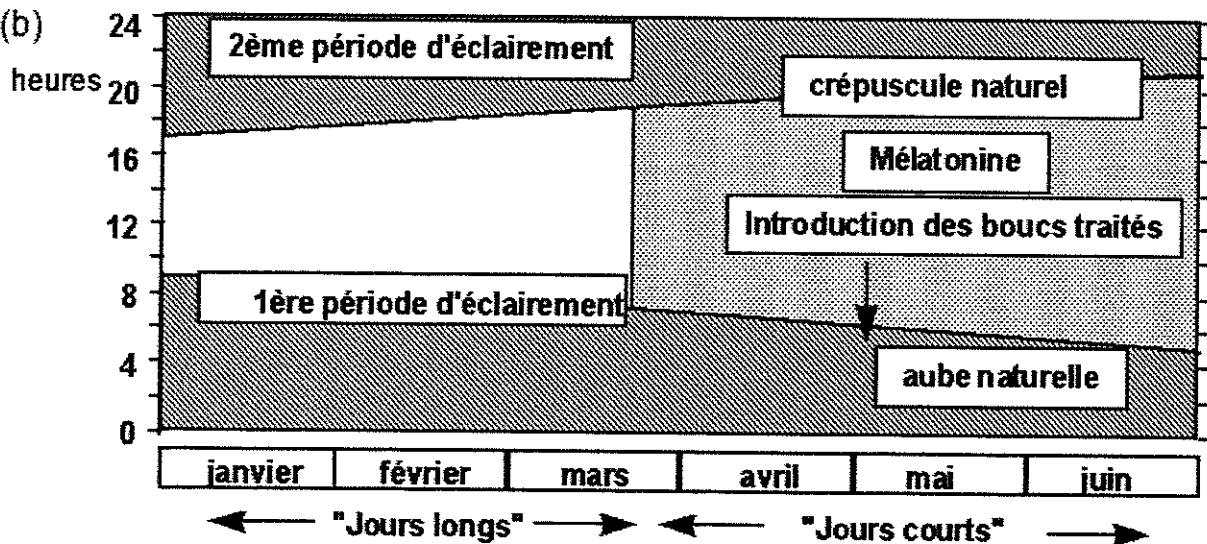 (b)
heures
24
20
16
12
8
4
0
2ème période d'éclairement
crépuscule naturel
Mélatonine
Introduction des boucs traités
1ère période d'éclairement
aube naturelle
janvier février mars avril mai juin
"Jours longs" "Jours courts"